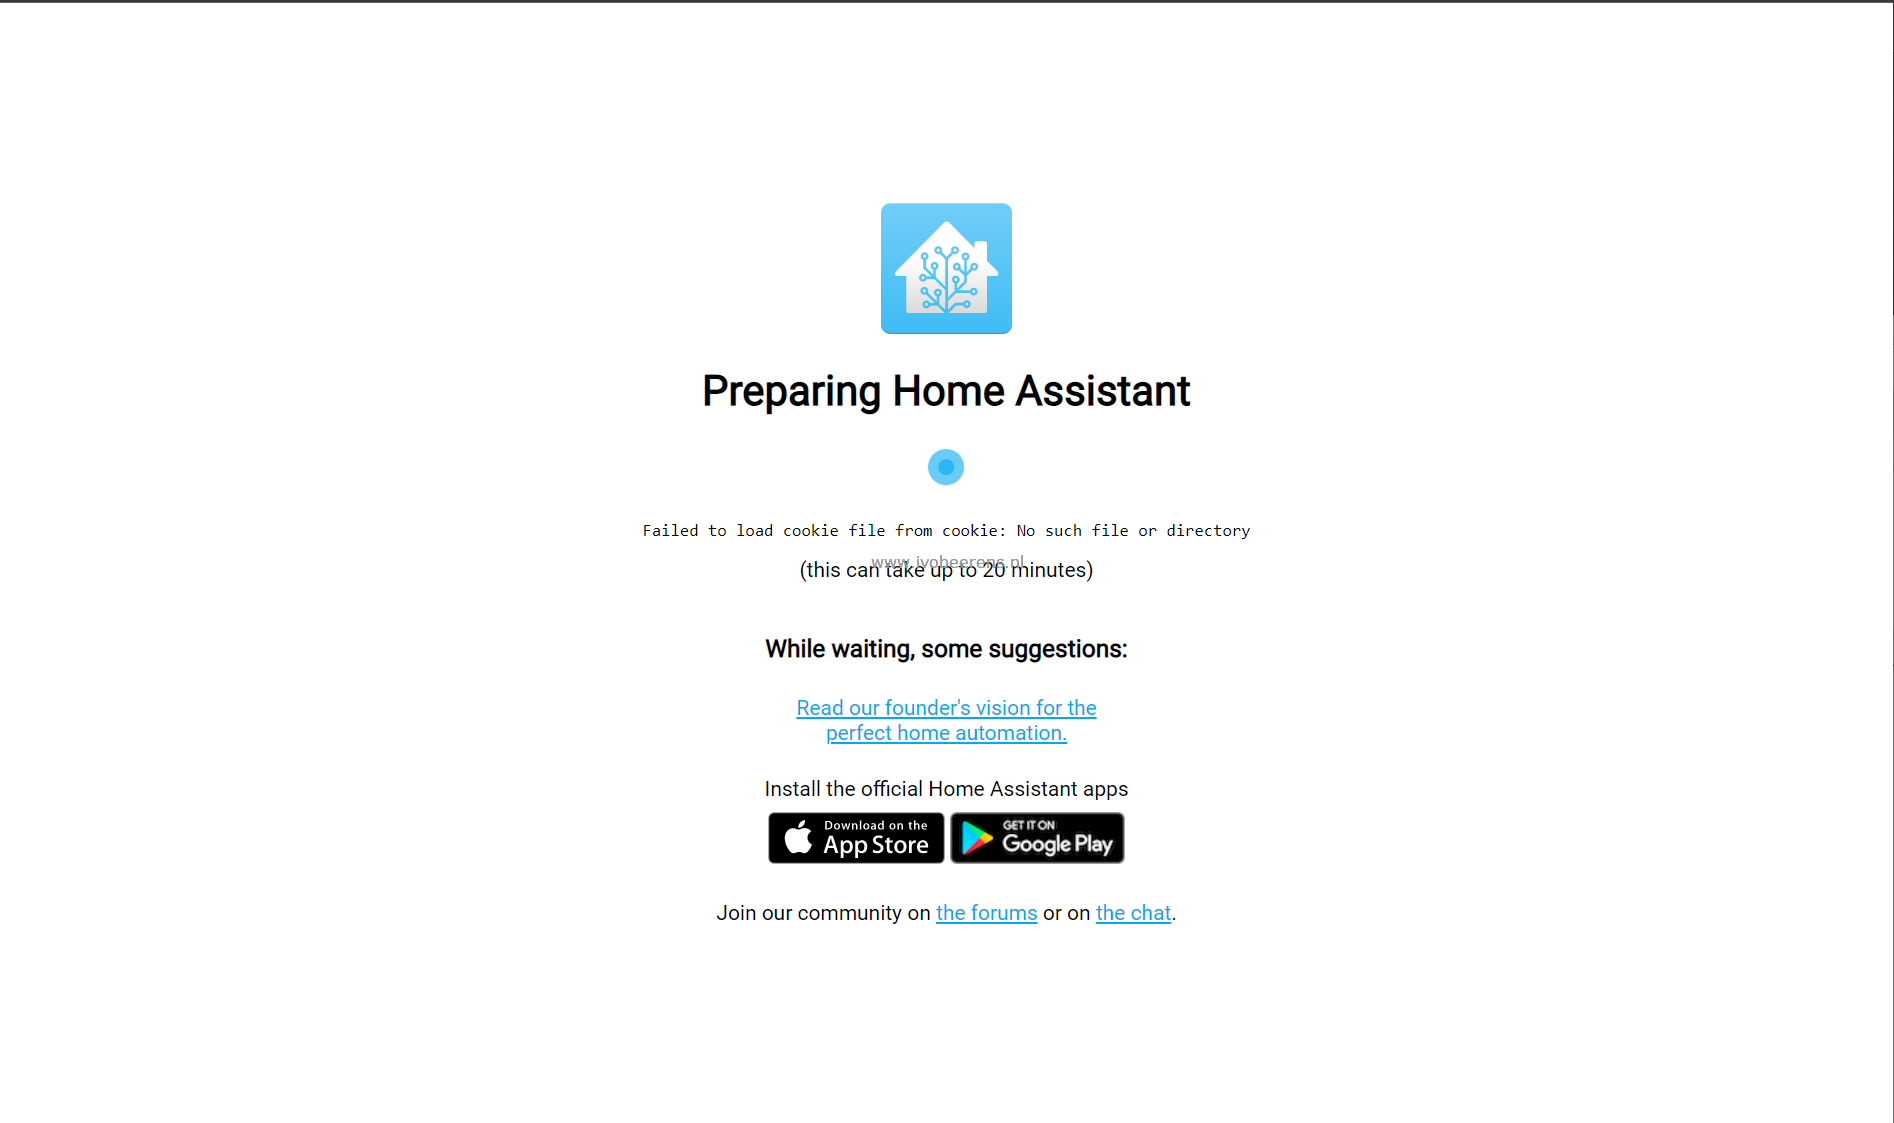 Preparing Home Assistant
Failed to load cookie file from cookie: No such file or directory
www.ivobeerens.nl
(this can take up to 20 minutes)
While waiting, some suggestions:
Read our founder's vision for the
perfect home automation.
Install the official Home Assistant apps
Download on the
App Store
GET IT ON
Google Play
Join our community on the forums or on the chat.